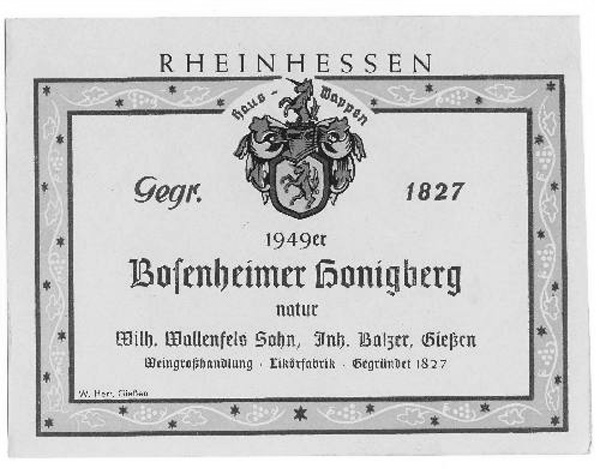 RHEINHESSEN
Haus-Wappen
Gegr. 1827
1949er
Bosenheimer Honigberg
natur
Wilh. Wallenfels Sohn, Inh. Balzer, Gießen
Weingroßhandlung · Likörfabrik · Gegründet 1827
W. Herr, Gießen